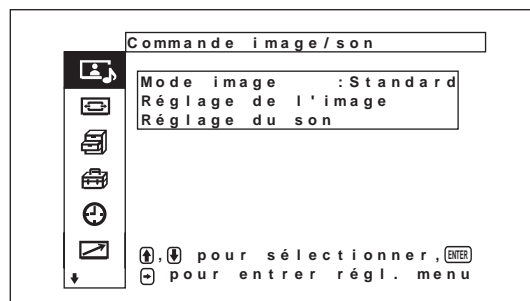 Commande image/son
Mode image :Standard
Réglage de l'image
Réglage du son
, pour sélectionner, ENTER
pour entrer régl. menu